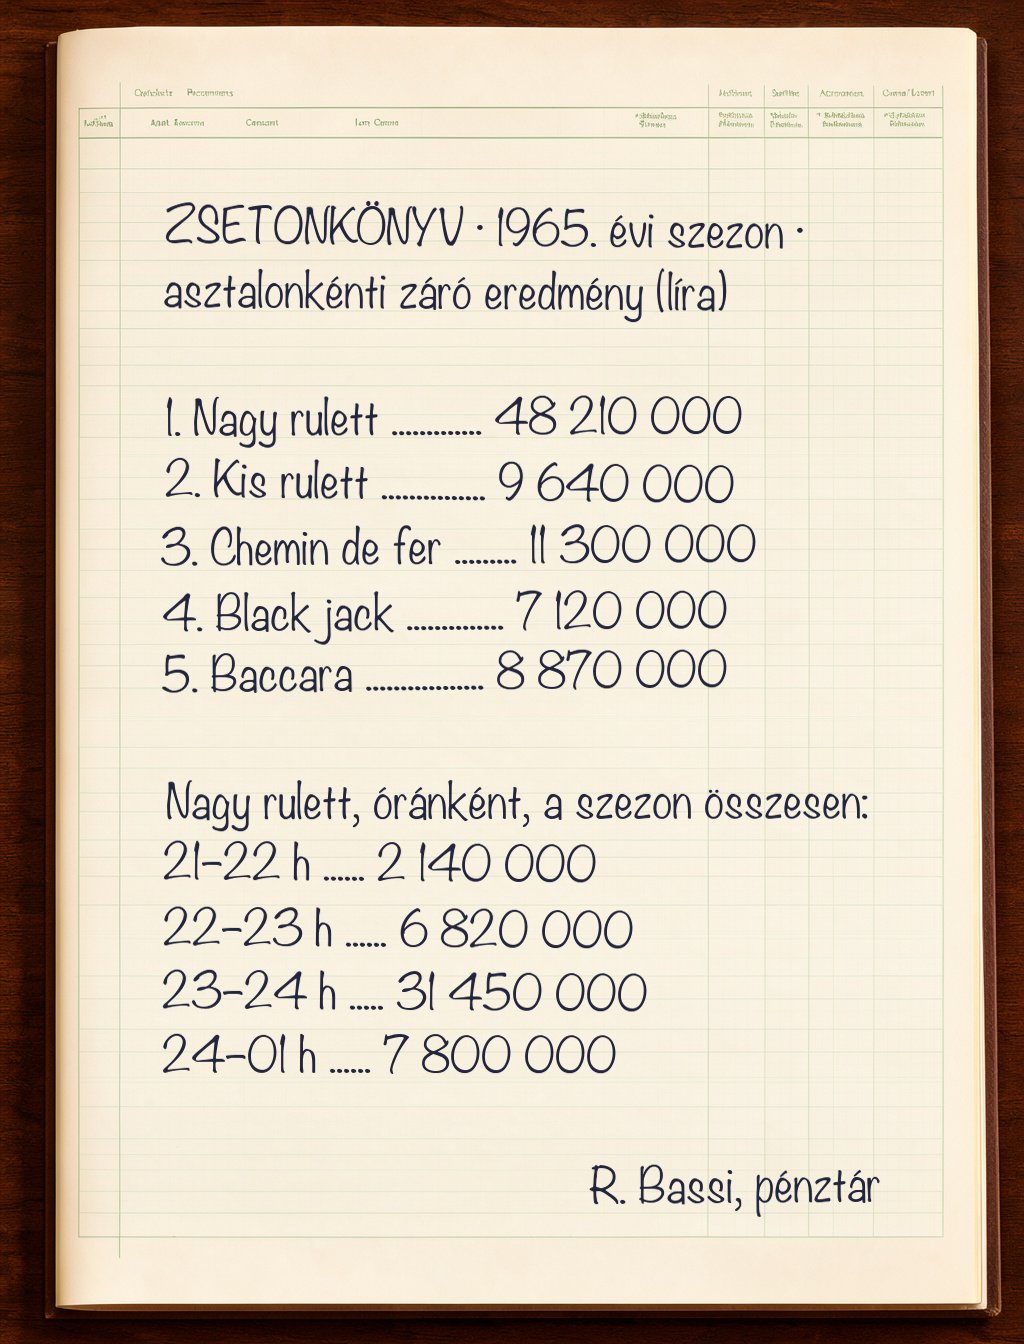 ZSETONKÖNYV · 1965. évi szezon ·
asztalonkénti záró eredmény (líra)
1. Nagy rulett ............. 48 210 000
2. Kis rulett ............... 9 640 000
3. Chemin de fer ......... 11 300 000
4. Black jack .............. 7 120 000
5. Baccara ................. 8 870 000
Nagy rulett, óránként, a szezon összesen:
21–22 h ...... 2 140 000
22–23 h ...... 6 820 000
23–24 h ..... 31 450 000
24–01 h ...... 7 800 000
R. Bassi, pénztár